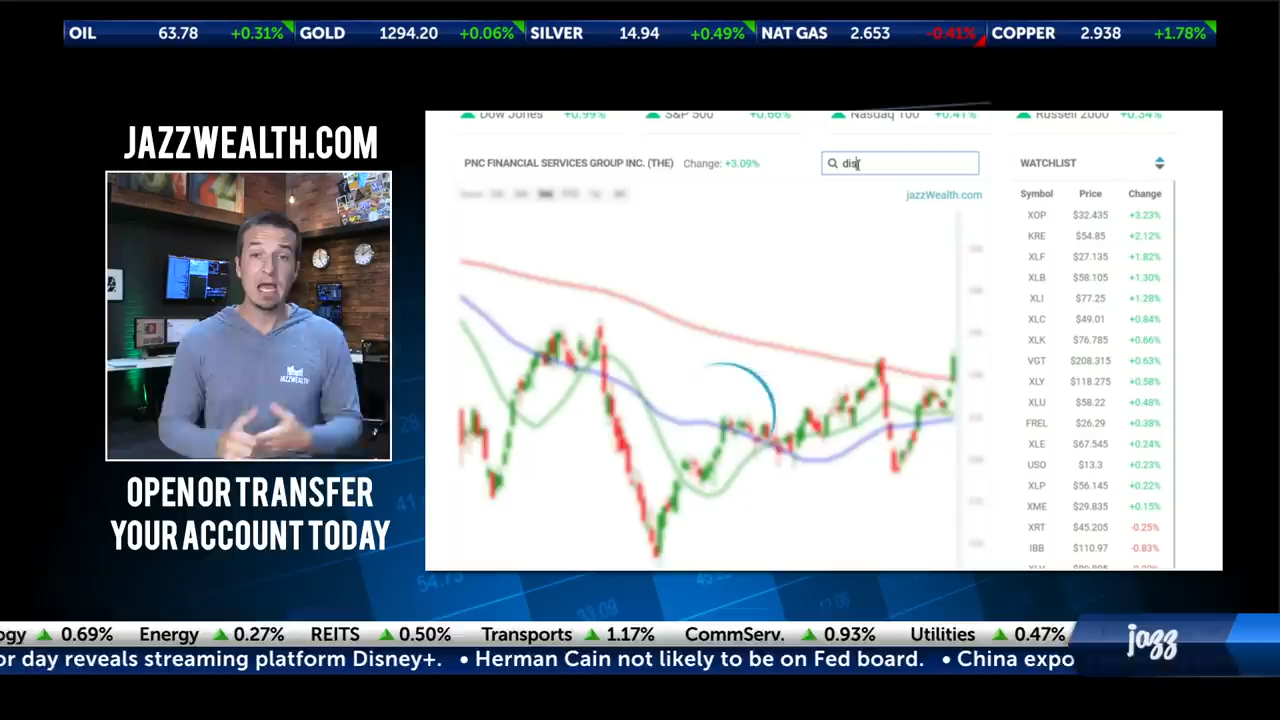 OIL 63.78 +0.31% GOLD 1294.20 +0.06% SILVER 14.94 +0.49% NAT GAS 2.653 -0.41% COPPER 2.938 +1.78%
JAZZWEALTH.COM
JAZZWEALTH
OPEN OR TRANSFER
YOUR ACCOUNT TODAY
Dow Jones +0.99% S&P 500 +0.66% Nasdaq 100 +0.41% Russell 2000 +0.34%
PNC FINANCIAL SERVICES GROUP INC. (THE) Change: +3.09%
dis
jazzWealth.com
WATCHLIST
Symbol Price Change
XOP $32.435 +3.23%
KRE $54.85 +2.12%
XLF $27.135 +1.82%
XLB $58.105 +1.30%
XLI $77.25 +1.28%
XLC $49.01 +0.84%
XLK $76.785 +0.66%
VGT $208.315 +0.63%
XLY $118.275 +0.58%
XLU $58.22 +0.48%
FREL $26.29 +0.38%
XLE $67.545 +0.24%
USO $13.3 +0.23%
XLP $56.145 +0.22%
XME $29.835 +0.15%
XRT $45.205 -0.25%
IBB $110.97 -0.83%
ogy 0.69% Energy 0.27% REITS 0.50% Transports 1.17% CommServ. 0.93% Utilities 0.47%
jazz
or day reveals streaming platform Disney+. • Herman Cain not likely to be on Fed board. • China expo